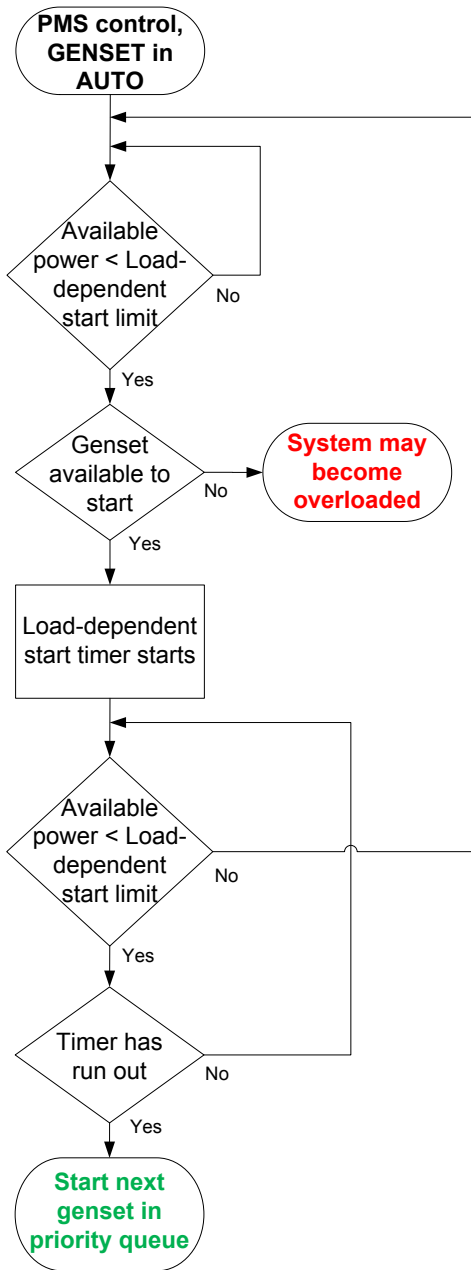 PMS control,
GENSET in
AUTO
Available
power < Load-
dependent
start limit
No
Yes
Genset
available to
start
No
System may
become
overloaded
Yes
Load-dependent
start timer starts
Available
power < Load-
dependent
start limit
No
Yes
Timer has
run out
No
Yes
Start next
genset in
priority queue